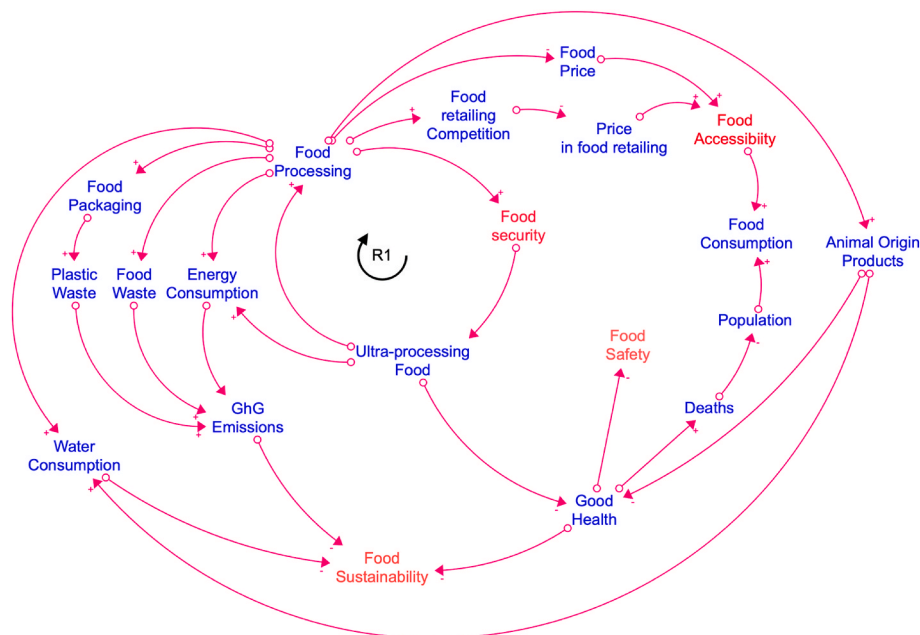 Food
Price
Food
retailing
Competition
Price
in food retailing
Food
Accessibiity
Food
Processing
Food
Packaging
Food
security
Food
Consumption
Animal Origin
Products
R1
Plastic
Waste
Food
Waste
Energy
Consumption
Population
Food
Safety
Ultra-processing
Food
Deaths
GhG
Emissions
Water
Consumption
Good
Health
Food
Sustainability